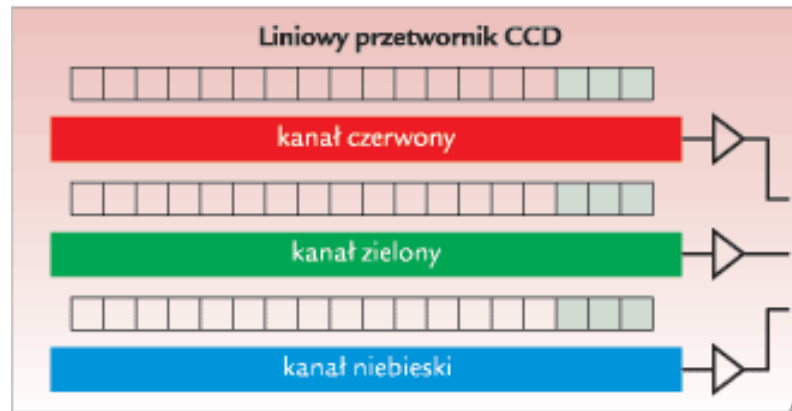 Liniowy przetwornik CCD
kanał czerwony
kanał zielony
kanał niebieski